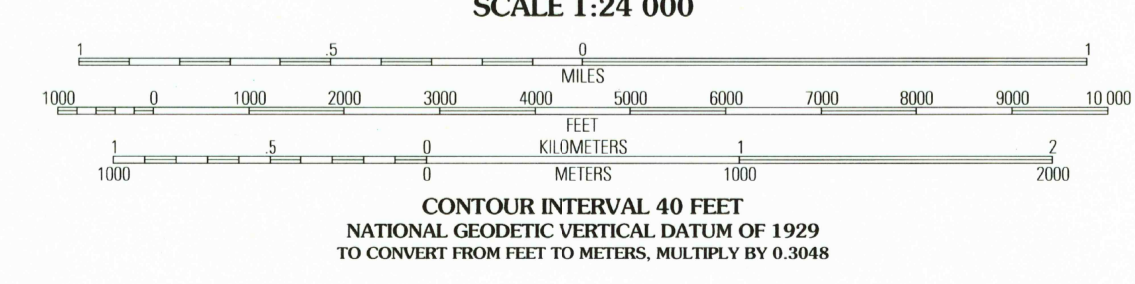 SCALE 1:24 000
1 .5 0 1
MILES
1000 0 1000 2000 3000 4000 5000 6000 7000 8000 9000 10 000
FEET
1 .5 0 KILOMETERS 1 2
1000 0 METERS 1000 2000
CONTOUR INTERVAL 40 FEET
NATIONAL GEODETIC VERTICAL DATUM OF 1929
TO CONVERT FROM FEET TO METERS, MULTIPLY BY 0.3048